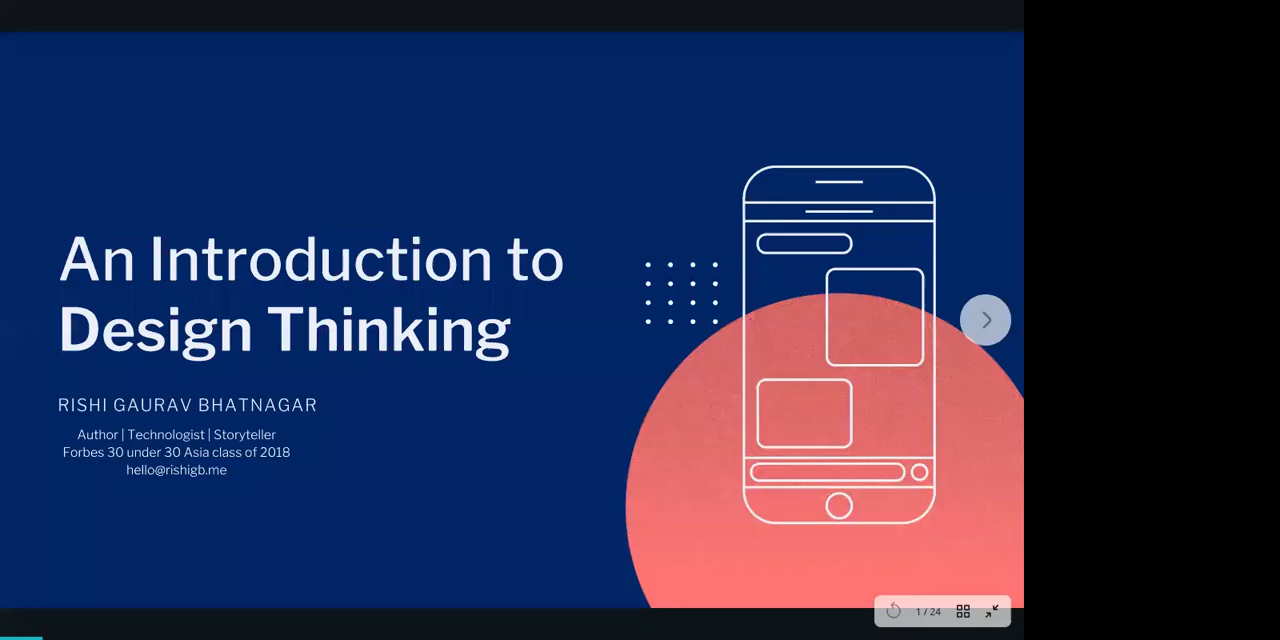 An Introduction to
Design Thinking
RISHI GAURAV BHATNAGAR
Author | Technologist | Storyteller
Forbes 30 under 30 Asia class of 2018
hello@rishigb.me
1 / 24